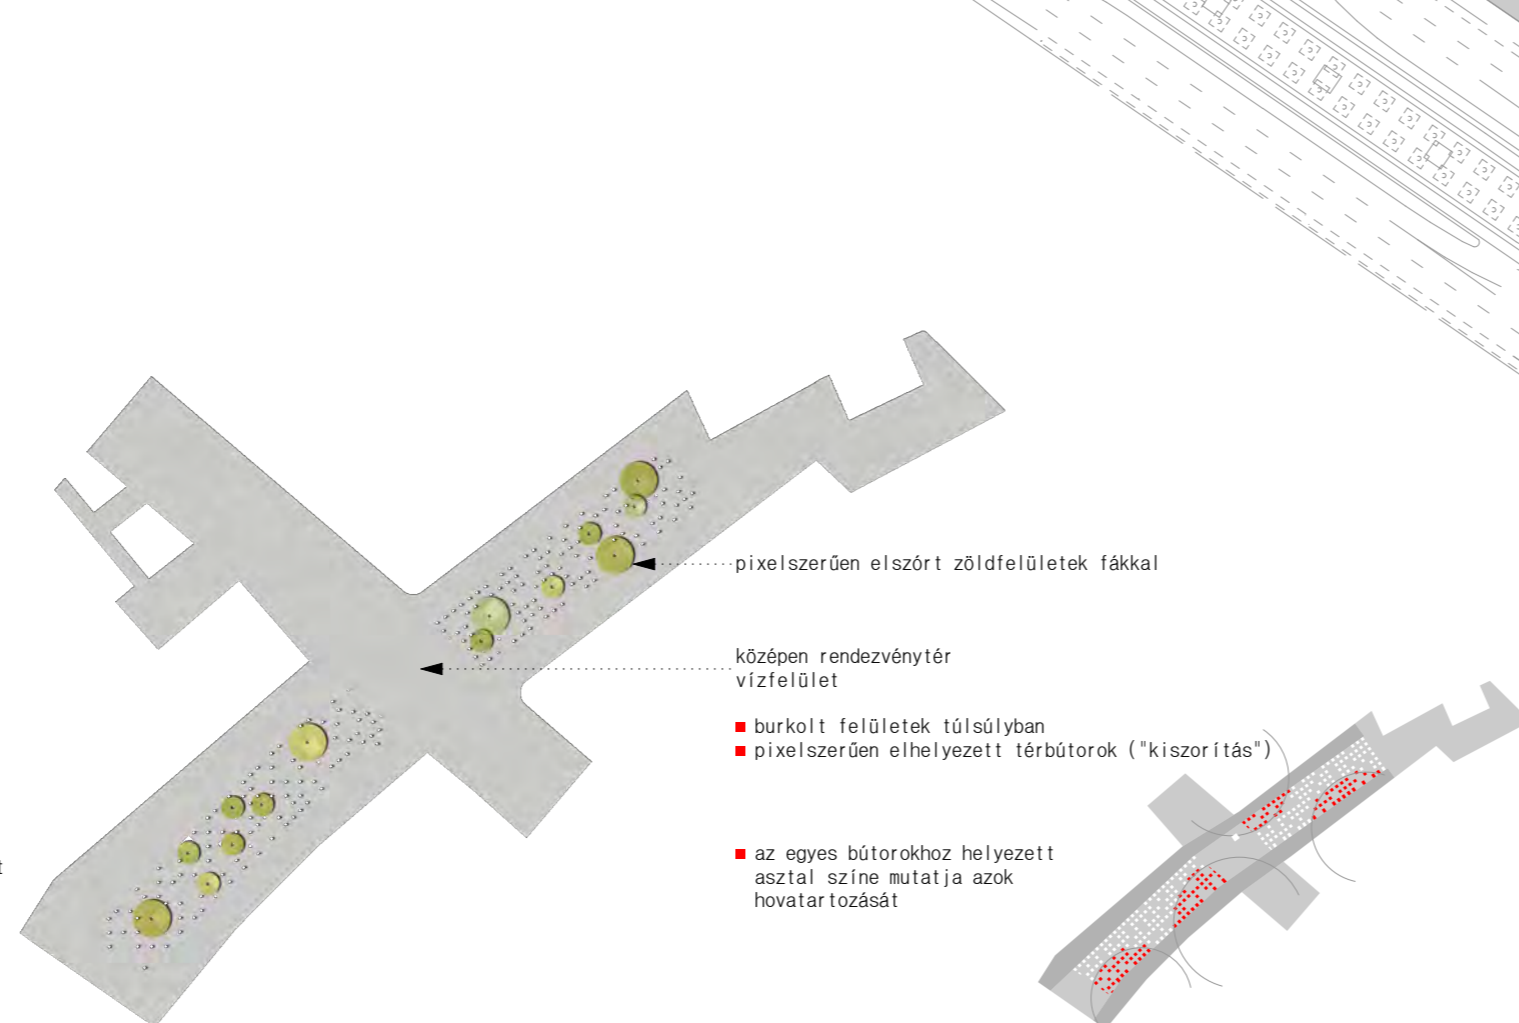 pixelszerűen elszórt zöldfelületek fákkal
középen rendezvénytér
vízfelület
burkolt felületek túlsúlyban
pixelszerűen elhelyezett térbútorok ("kiszorítás")
az egyes bútorokhoz helyezett
asztal színe mutatja azok
hovatartozását